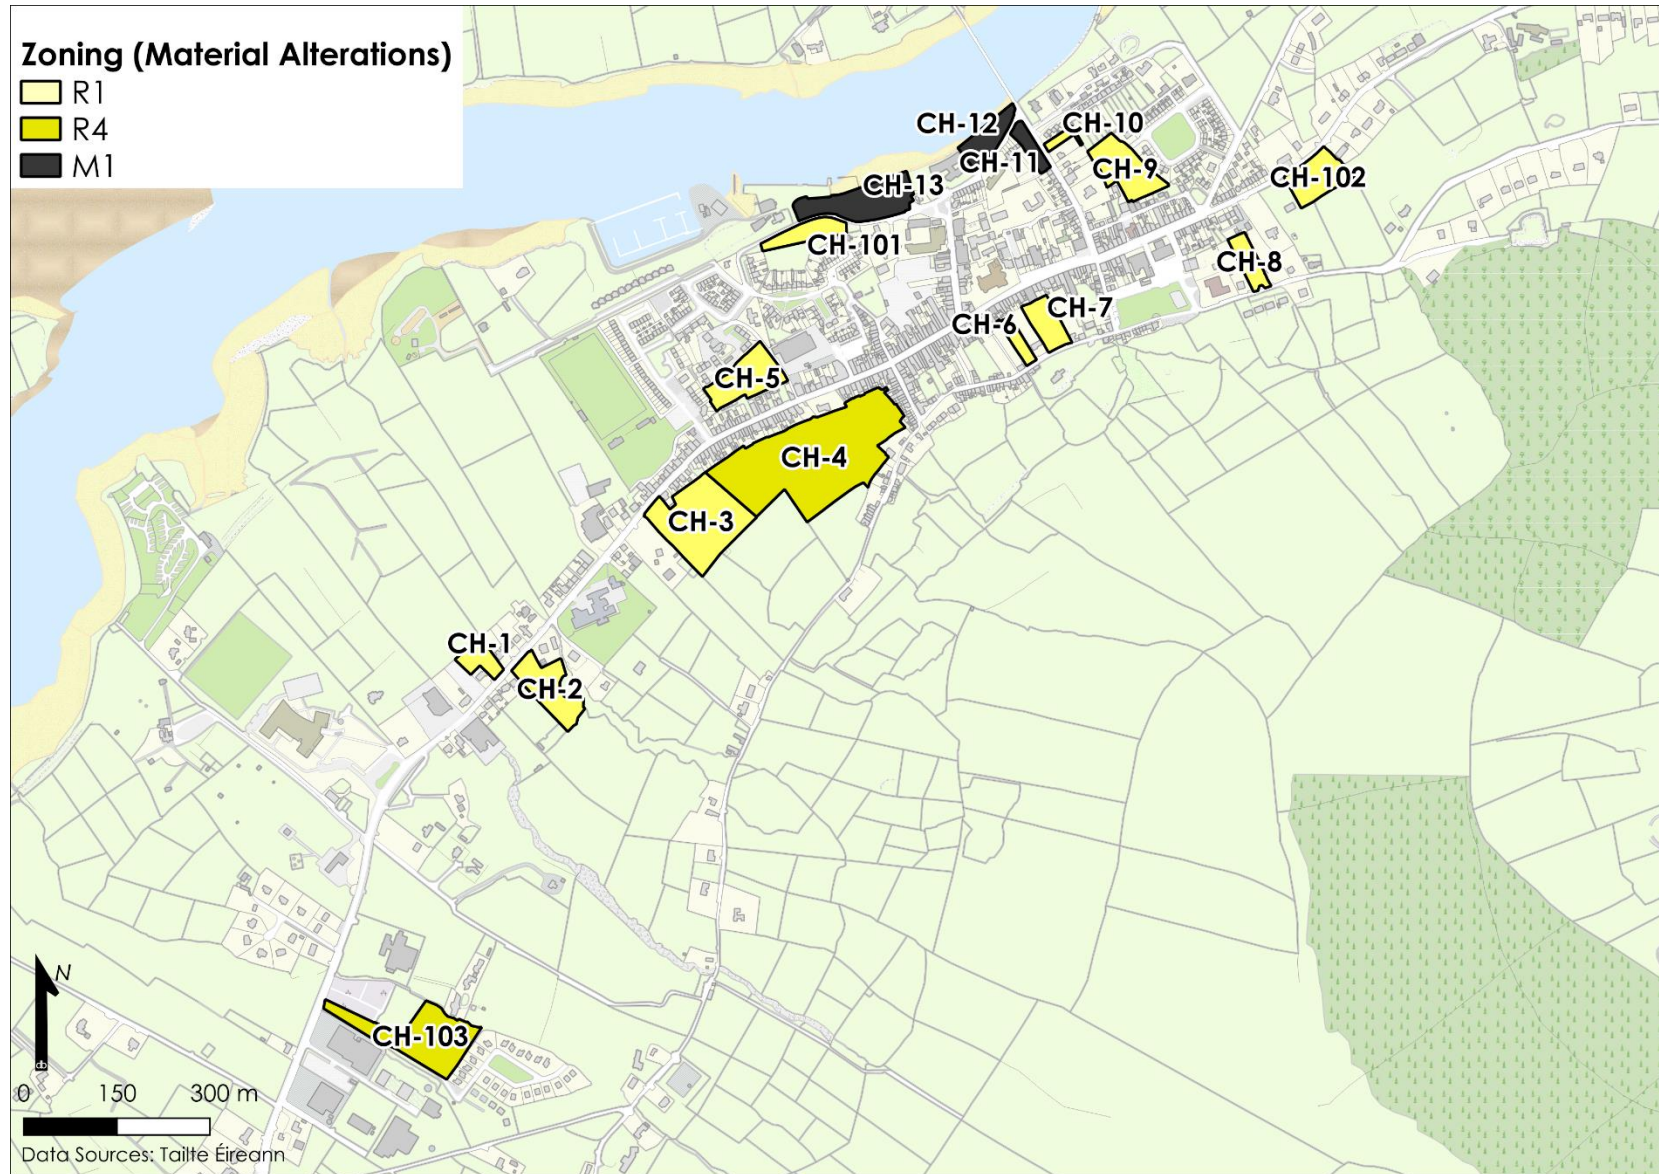 Zoning (Material Alterations)
R1
R4
M1
CH-12
CH-10
CH-11
CH-9
CH-13
CH-102
CH-101
CH-8
CH-7
CH-6
CH-5
CH-4
CH-3
CH-1
CH-2
N
CH-103
0 150 300 m
Data Sources: Tailte Éireann